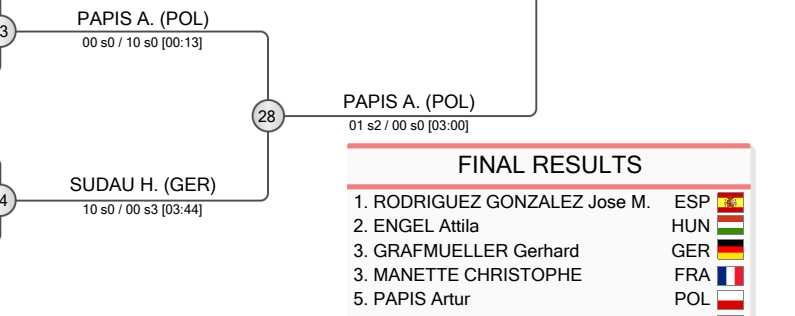 3
PAPIS A. (POL)
00 s0 / 10 s0 [00:13]
28
PAPIS A. (POL)
01 s2 / 00 s0 [03:00]
4
SUDAU H. (GER)
10 s0 / 00 s3 [03:44]
FINAL RESULTS
1. RODRIGUEZ GONZALEZ Jose M. ESP
2. ENGEL Attila HUN
3. GRAFMUELLER Gerhard GER
3. MANETTE CHRISTOPHE FRA
5. PAPIS Artur POL